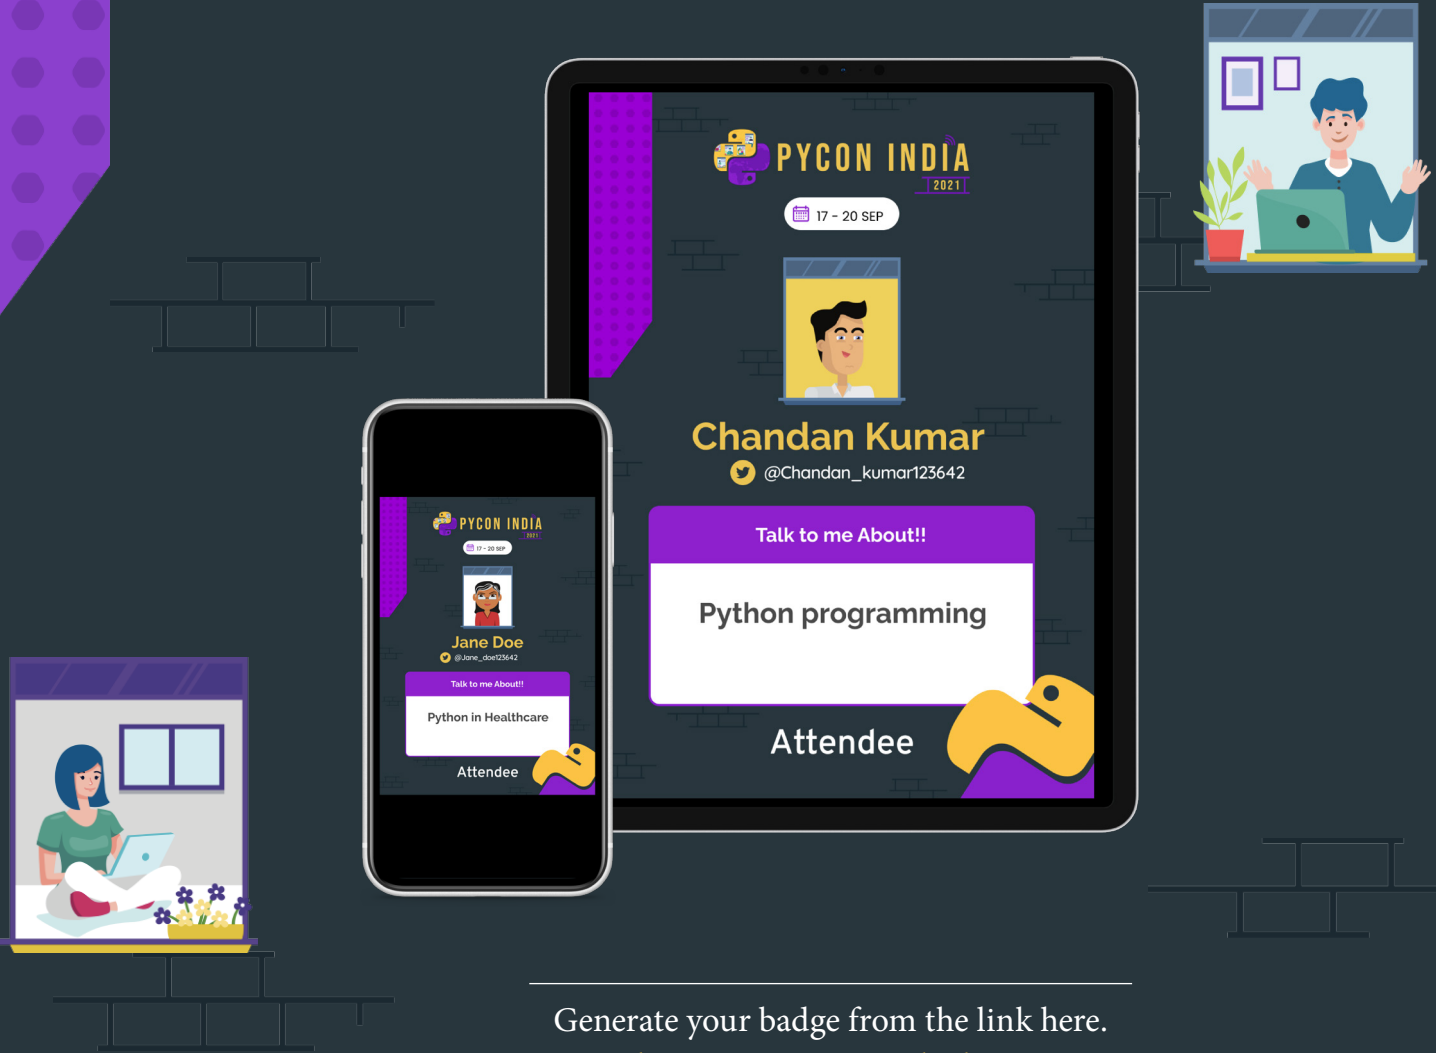 PYCON INDIA
2021
17 - 20 SEP
Chandan Kumar
@Chandan_kumar123642
Talk to me About!!
Python programming
Attendee
PYCON INDIA
2021
17 - 20 SEP
Jane Doe
@Jane_doe123642
Talk to me About!!
Python in Healthcare
Attendee
Generate your badge from the link here.